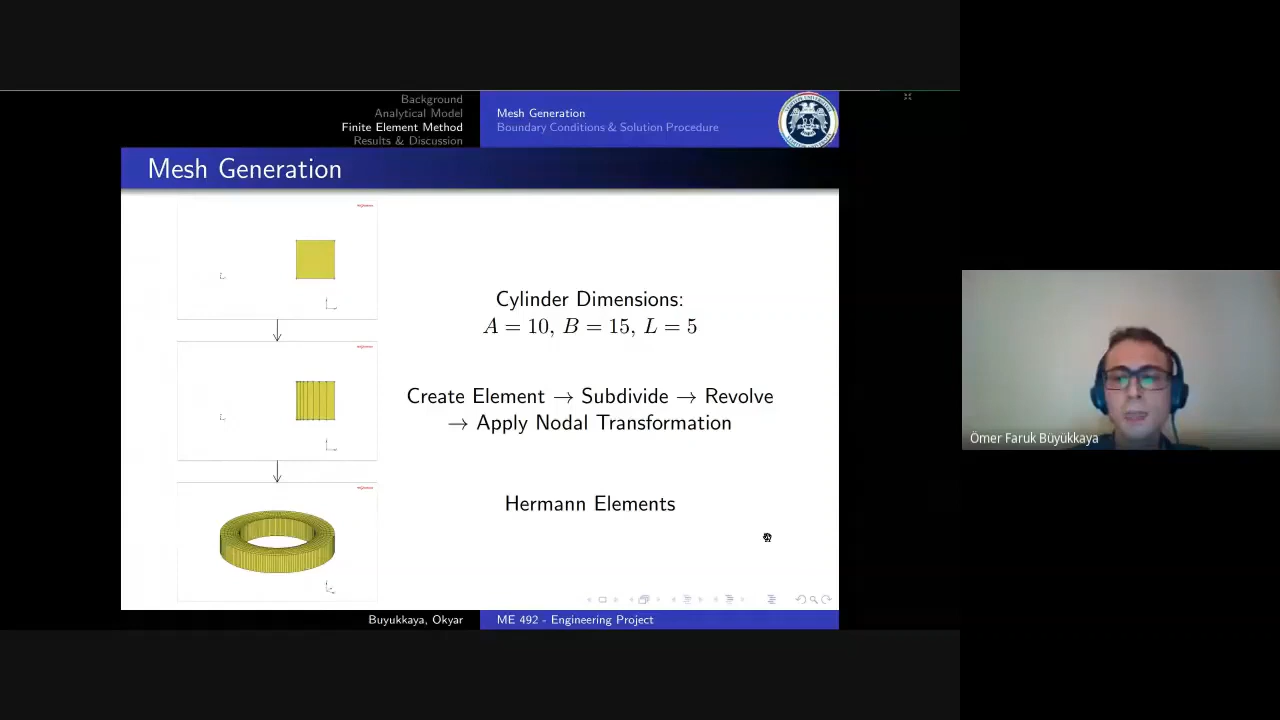 Background
Analytical Model
Finite Element Method
Results & Discussion
Mesh Generation
Boundary Conditions & Solution Procedure
Mesh Generation
Cylinder Dimensions:
A = 10, B = 15, L = 5
Create Element → Subdivide → Revolve
→ Apply Nodal Transformation
Hermann Elements
Buyukkaya, Okyar
ME 492 - Engineering Project
Ömer Faruk Büyükkaya